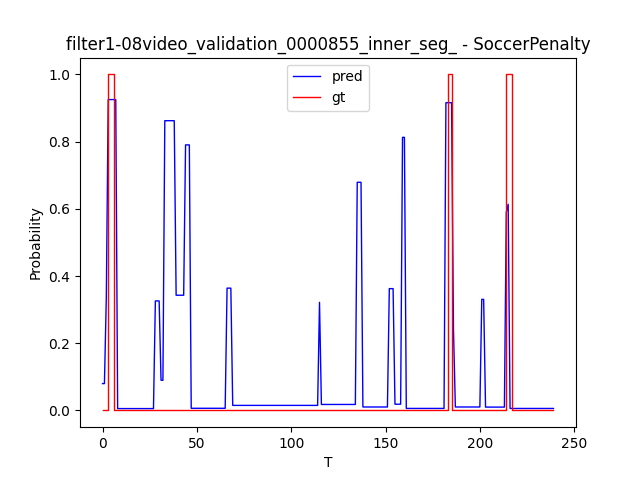 filter1-08video_validation_0000855_inner_seg_ - SoccerPenalty
pred
gt
1.0
0.8
0.6
0.4
0.2
0.0
Probability
0
50
100
150
200
250
T